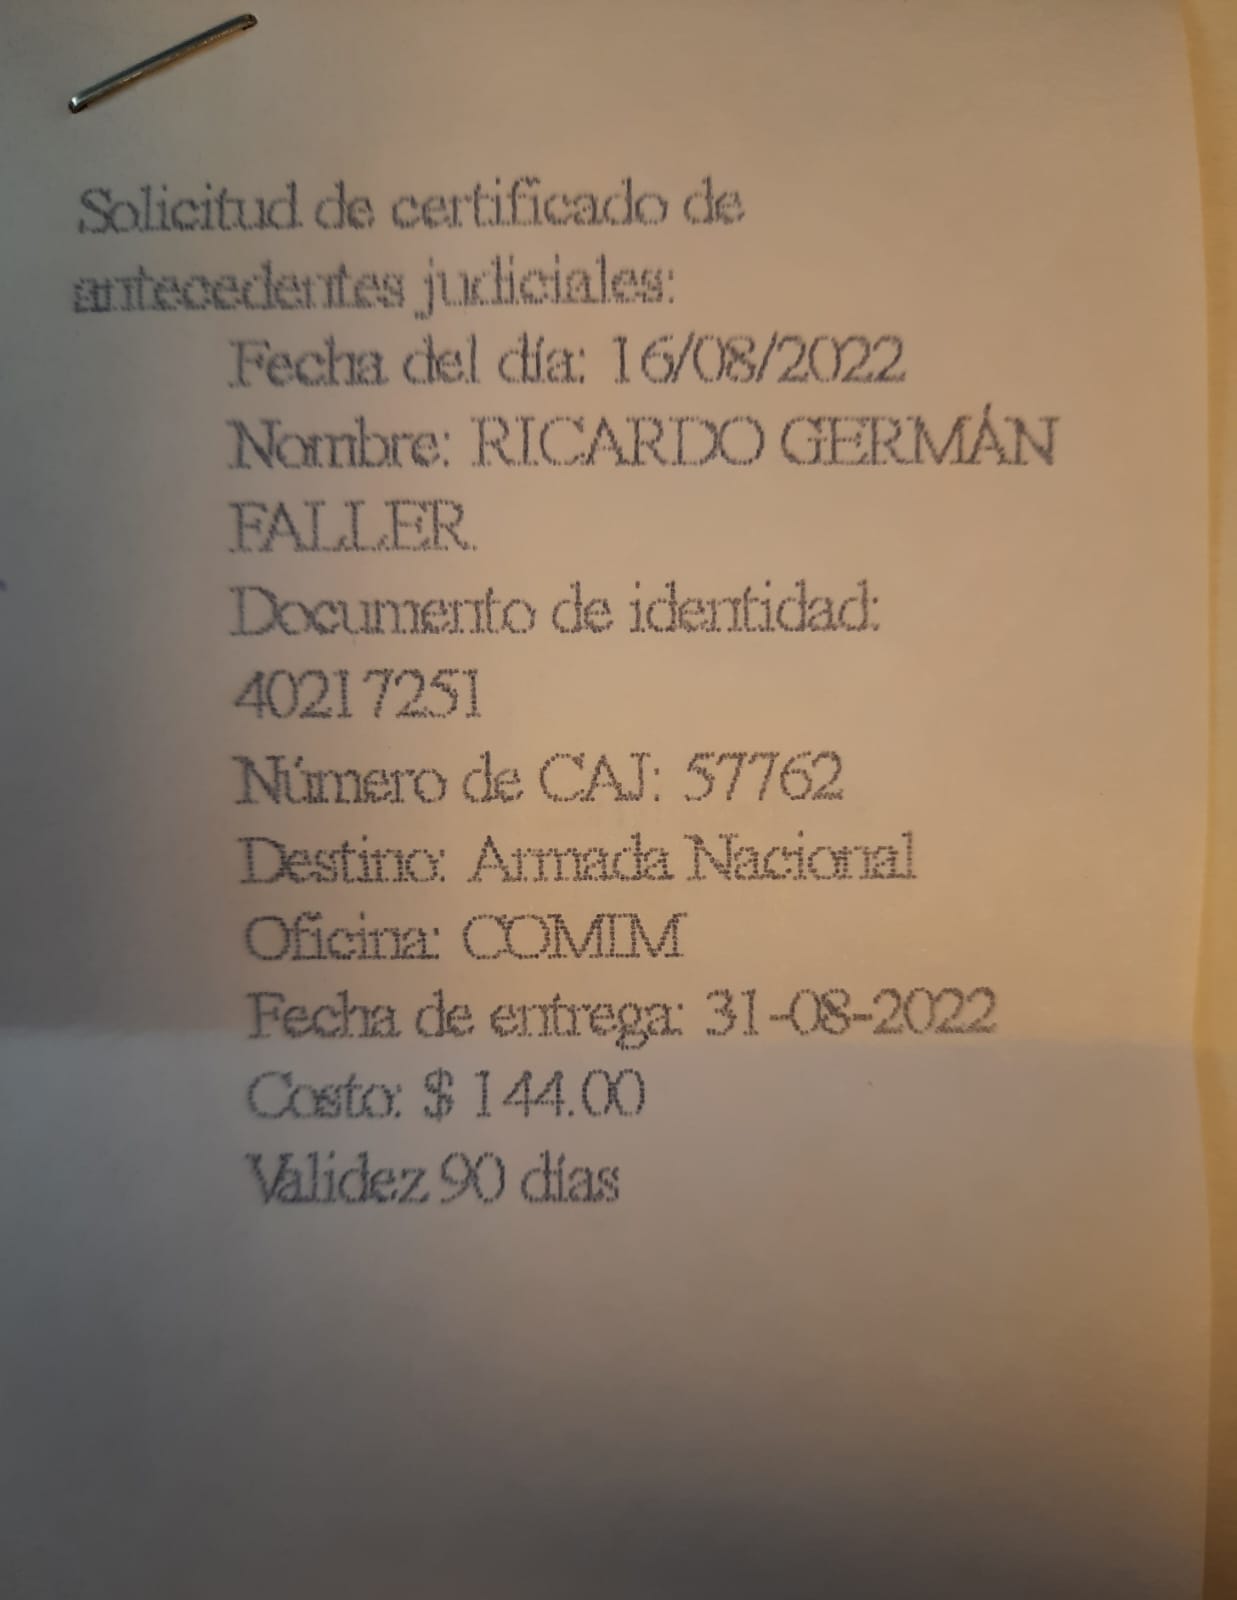 Solicitud de certificado de
antecedentes judiciales:
Fecha del día: 16/08/2022
Nombre: RICARDO GERMÁN
FALLER
Documento de identidad:
40217251
Número de CAJ: 57762
Destino: Armada Nacional
Oficina: COMIM
Fecha de entrega: 31-08-2022
Costo: $ 144.00
Validez 90 días